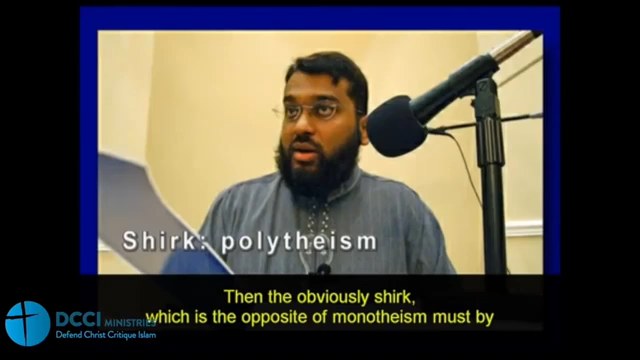 Shirk: polytheism
Then the obviously shirk,
which is the opposite of monotheism must by
DCCI MINISTRIES
Defend Christ Critique Islam